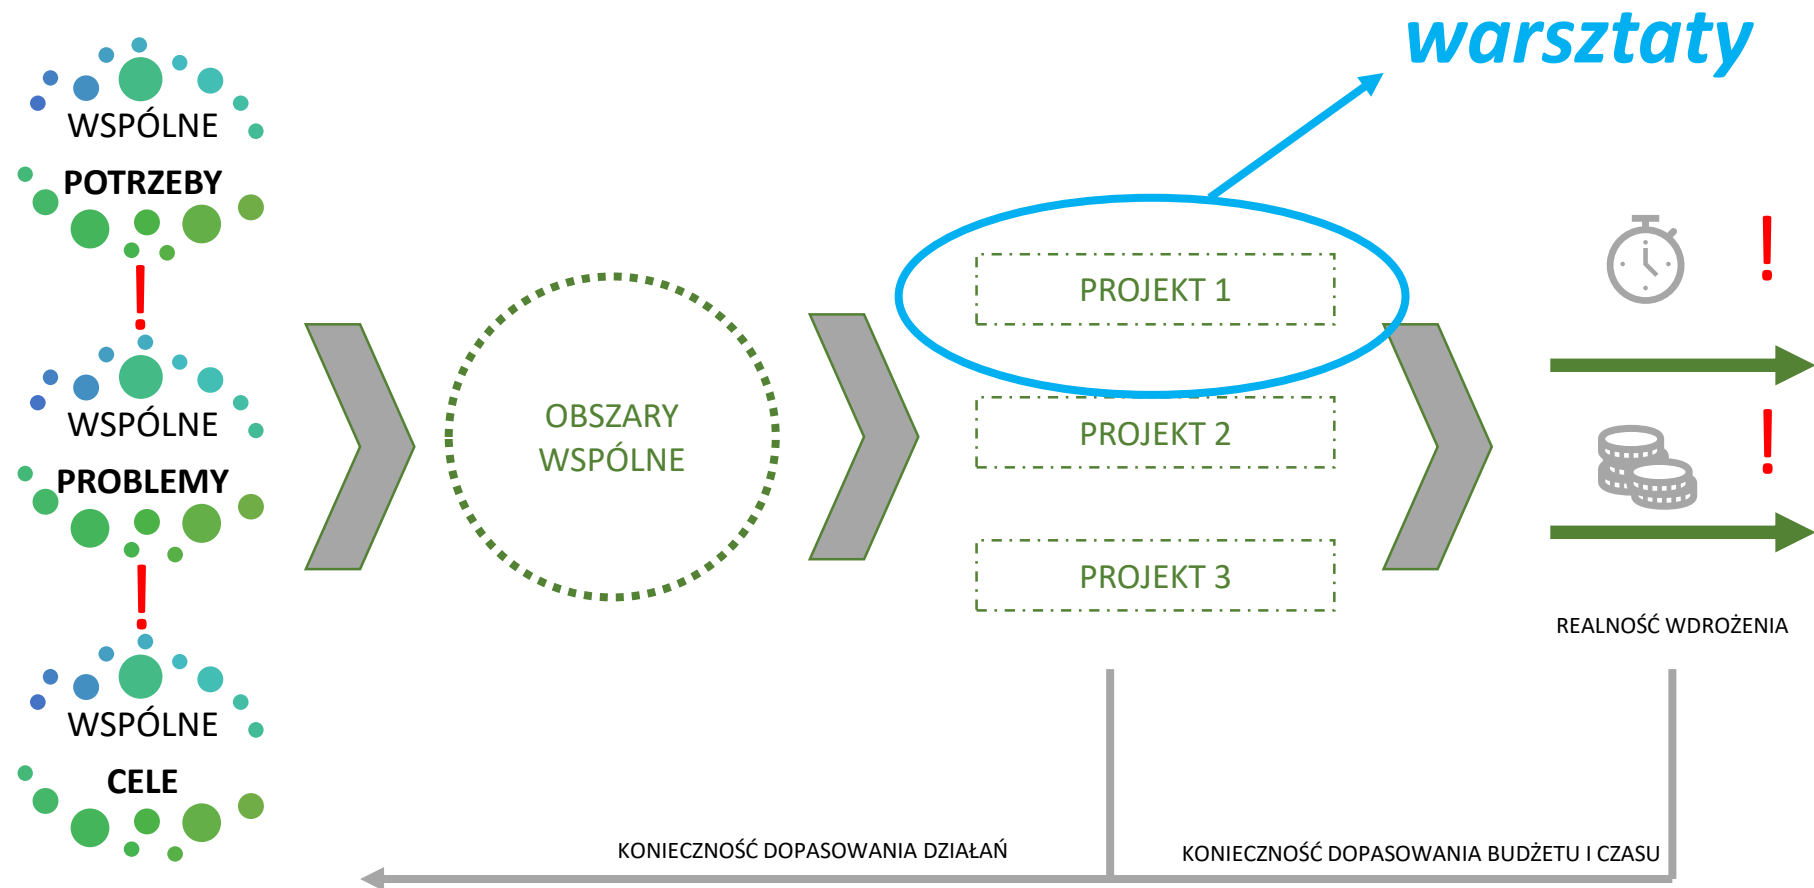 warsztaty
WSPÓLNE
POTRZEBY
!
WSPÓLNE
PROBLEMY
!
WSPÓLNE
CELE
OBSZARY
WSPÓLNE
PROJEKT 1
PROJEKT 2
PROJEKT 3
!
!
REALNOŚĆ WDROŻENIA
KONIECZNOŚĆ DOPASOWANIA DZIAŁAŃ
KONIECZNOŚĆ DOPASOWANIA BUDŻETU I CZASU